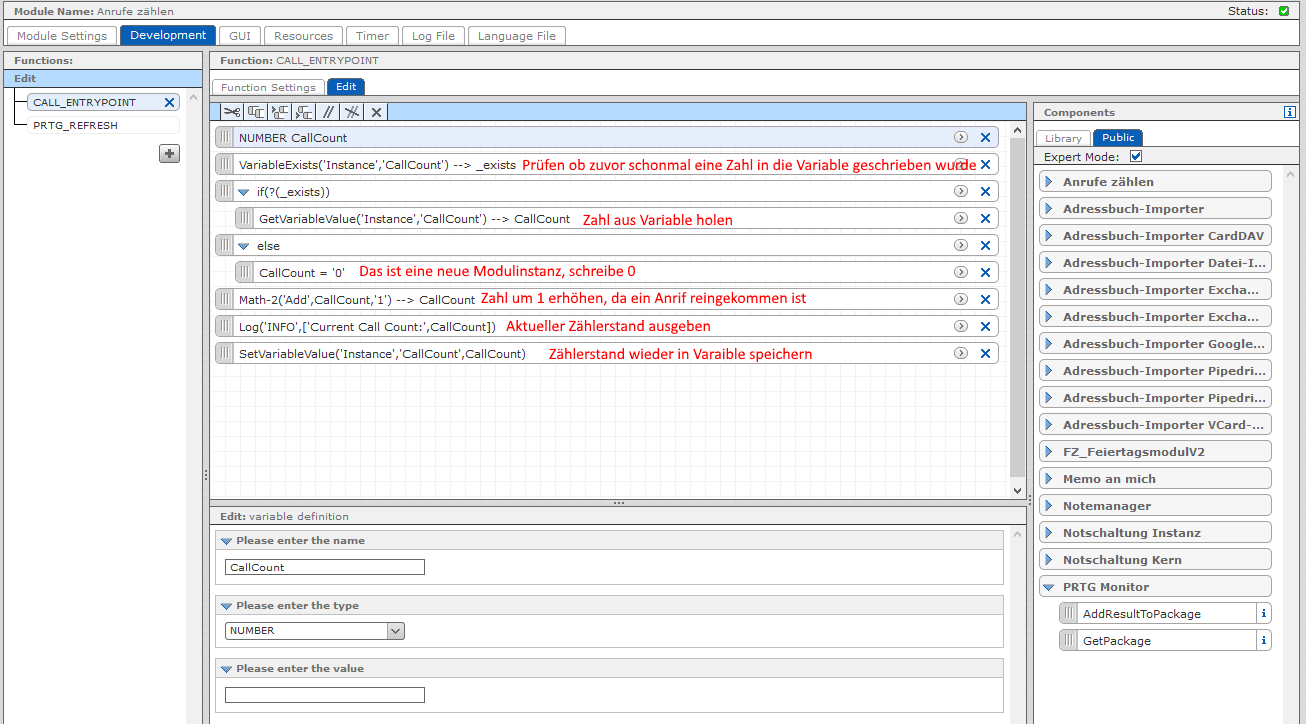 Module Name: Anrufe zählen
Status:
Module Settings
Development
GUI
Resources
Timer
Log File
Language File
Functions:
Edit
CALL_ENTRYPOINT
PRTG_REFRESH
Function: CALL_ENTRYPOINT
Function Settings
Edit
NUMBER CallCount
VariableExists('Instance','CallCount') --> _exists Prüfen ob zuvor schonmal eine Zahl in die Variable geschrieben wurde
if(?(_exists))
GetVariableValue('Instance','CallCount') --> CallCount Zahl aus Variable holen
else
CallCount = '0' Das ist eine neue Modulinstanz, schreibe 0
Math-2('Add',CallCount,'1') --> CallCount Zahl um 1 erhöhen, da ein Anrif reingekommen ist
Log('INFO',['Current Call Count:',CallCount]) Aktueller Zählerstand ausgeben
SetVariableValue('Instance','CallCount',CallCount) Zählerstand wieder in Varaible speichern
Edit: variable definition
Please enter the name
CallCount
Please enter the type
NUMBER
Please enter the value
Components
Library
Public
Expert Mode:
Anrufe zählen
Adressbuch-Importer
Adressbuch-Importer CardDAV
Adressbuch-Importer Datei-I...
Adressbuch-Importer Excha...
Adressbuch-Importer Excha...
Adressbuch-Importer Google...
Adressbuch-Importer Pipedri...
Adressbuch-Importer Pipedri...
Adressbuch-Importer VCard-...
FZ_FeiertagsmodulV2
Memo an mich
Notemanager
Notschaltung Instanz
Notschaltung Kern
PRTG Monitor
AddResultToPackage
GetPackage